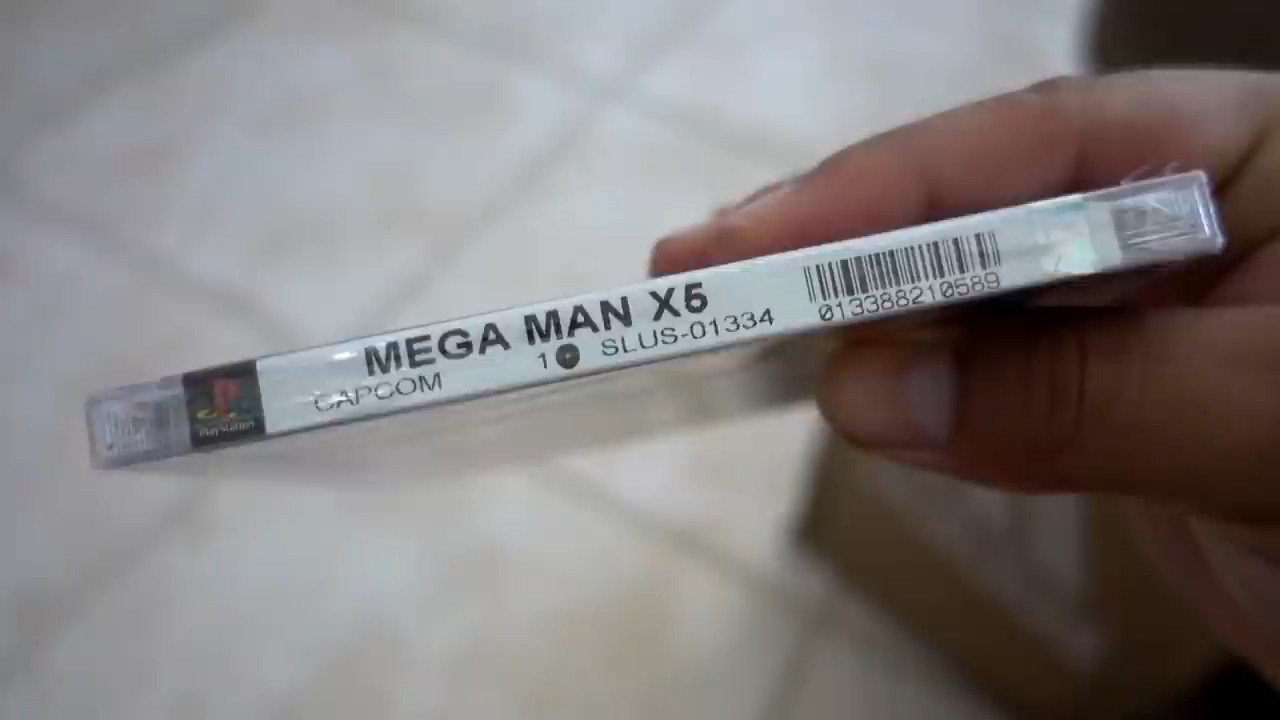 MEGA MAN X5
CAPCOM
1 SLUS-01334
013388210589
PlayStation